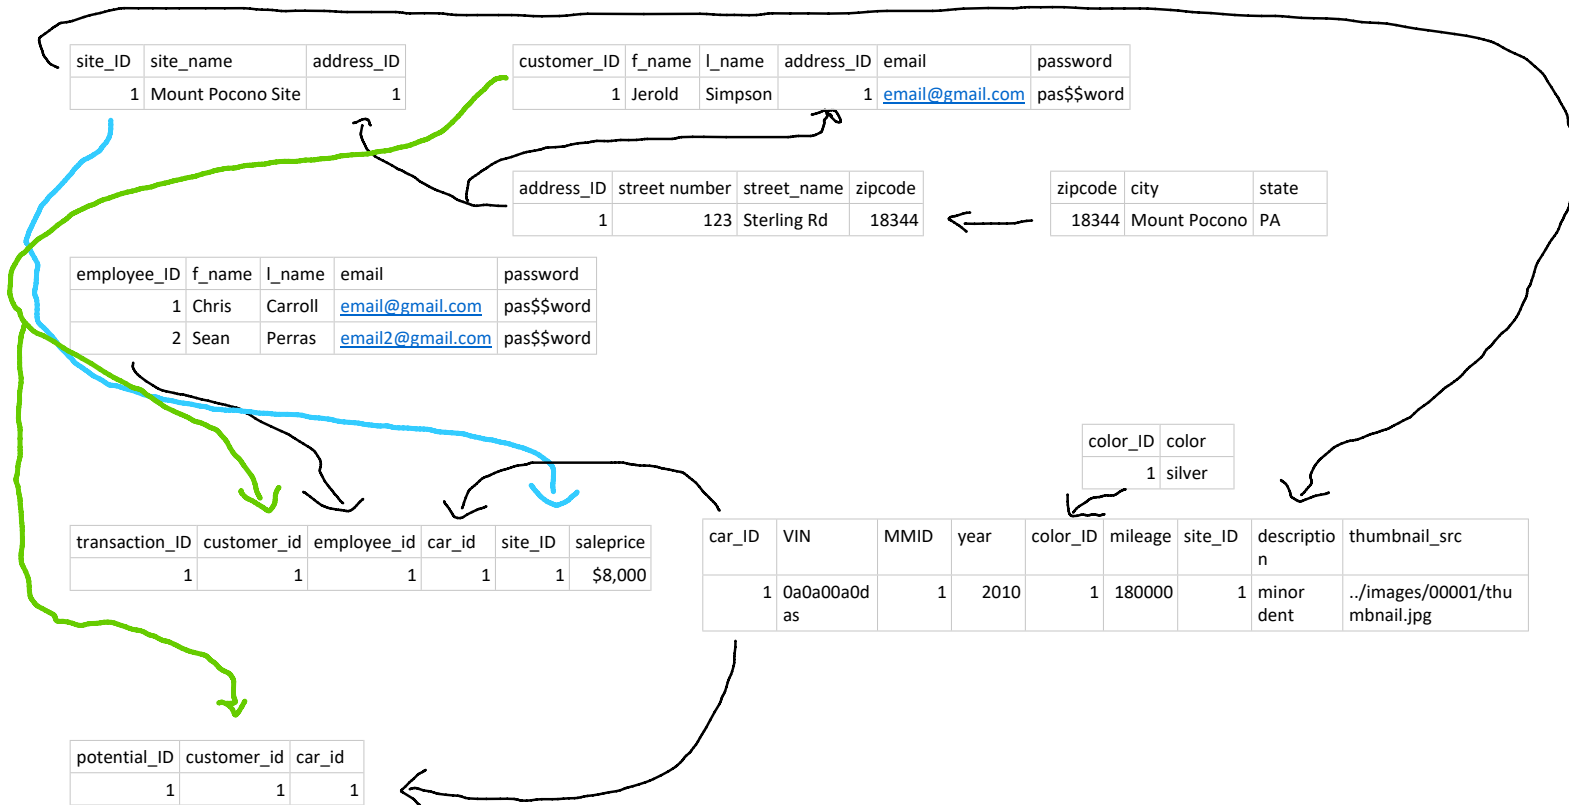 site_ID site_name address_ID
1 Mount Pocono Site 1
customer_ID f_name l_name address_ID email password
1 Jerold Simpson 1 email@gmail.com pas$$word
address_ID street number street_name zipcode
1 123 Sterling Rd 18344
zipcode city state
18344 Mount Pocono PA
employee_ID f_name l_name email password
1 Chris Carroll email@gmail.com pas$$word
2 Sean Perras email2@gmail.com pas$$word
color_ID color
1 silver
transaction_ID customer_id employee_id car_id site_ID saleprice
1 1 1 1 1 $8,000
car_ID VIN MMID year color_ID mileage site_ID descriptio thumbnail_src
n
1 0a0a00a0d 1 2010 1 180000 1 minor ../images/00001/thu
as dent mbnail.jpg
potential_ID customer_id car_id
1 1 1